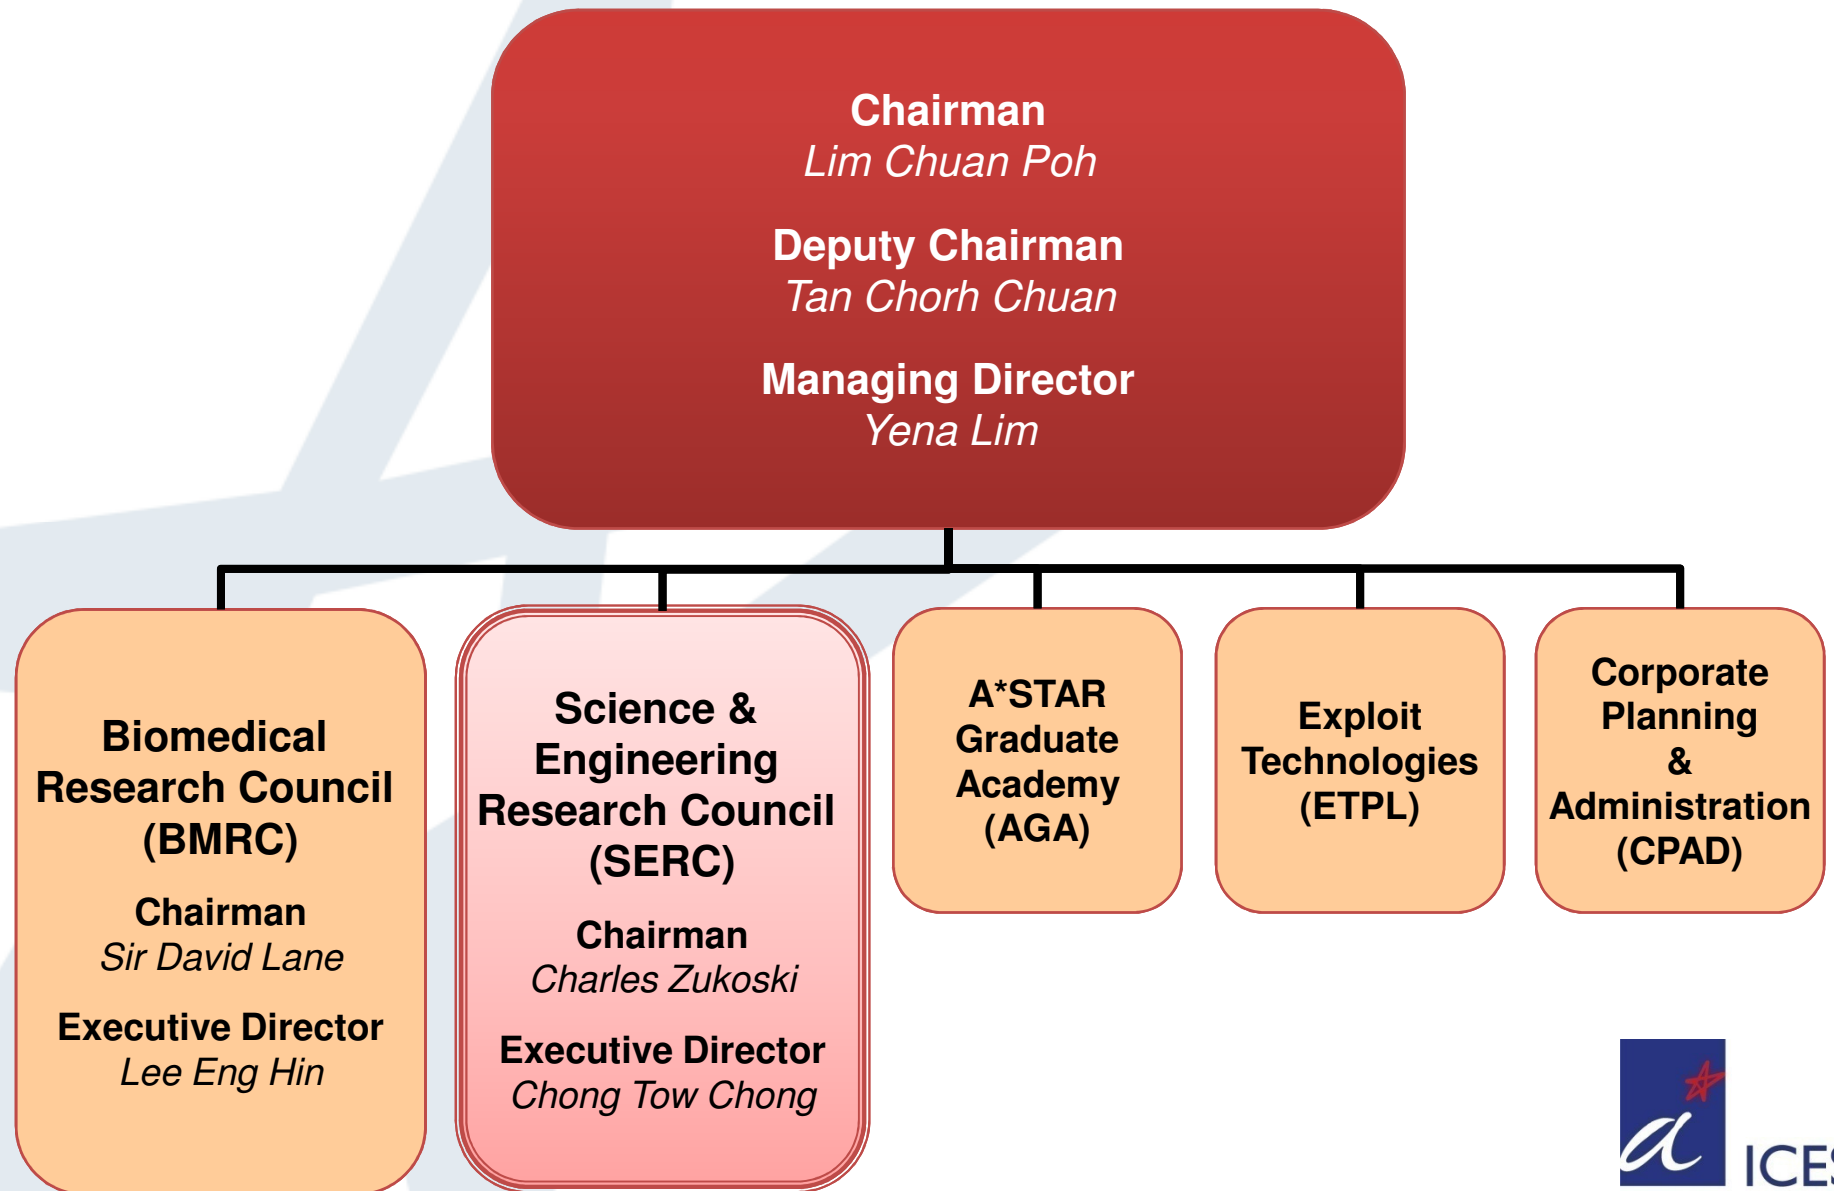 Chairman
Lim Chuan Poh
Deputy Chairman
Tan Chorh Chuan
Managing Director
Yena Lim
Biomedical
Research Council
(BMRC)
Chairman
Sir David Lane
Executive Director
Lee Eng Hin
Science &
Engineering
Research Council
(SERC)
Chairman
Charles Zukoski
Executive Director
Chong Tow Chong
A*STAR
Graduate
Academy
(AGA)
Exploit
Technologies
(ETPL)
Corporate
Planning
&
Administration
(CPAD)
ICES